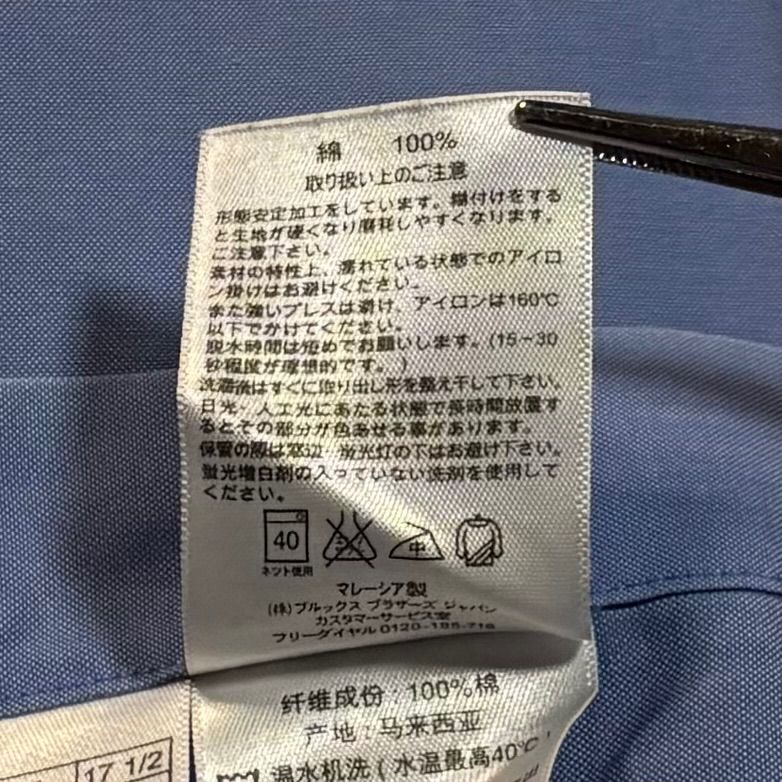 綿 100%
取り扱い上のご注意
形態安定加工をしています。糊付けをする
と生地が硬くなり磨耗しやすくなります。
ご注意下さい。
素材の特性上、濡れている状態でのアイロ
ン掛けはお避けください。
また強いプレスは避け、アイロンは160℃
以下でかけてください。
脱水時間は短めでお願いします。(15-30
秒程度が理想的です。)
洗濯後はすぐに取り出し形を整え干して下さい。
日光・人工光にあたる状態で長時間放置す
るとその部分が色あせる事があります。
保管の際は窓辺・蛍光灯の下はお避け下さい。
蛍光増白剤の入っていない洗剤を使用して
ください。
40 中
ネット使用
マレーシア製
(株)ブルックス ブラザーズ ジャパン
カスタマーサービス室
フリーダイヤル 0120-185-718
纤维成份:100%棉
产地:马来西亚
温水机洗(水温最高40℃
17 1/2